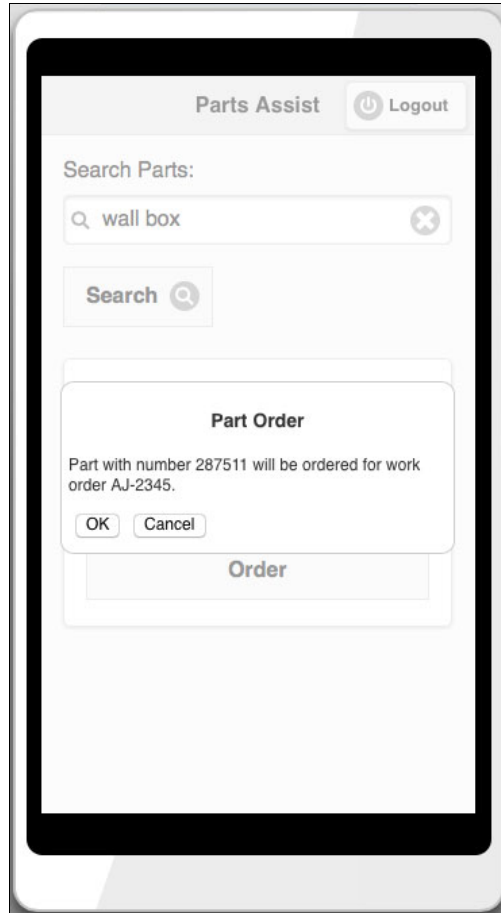 Parts Assist
Logout
Search Parts:
wall box
Search
Part Order
Part with number 287511 will be ordered for work
order AJ-2345.
OK
Cancel
Order